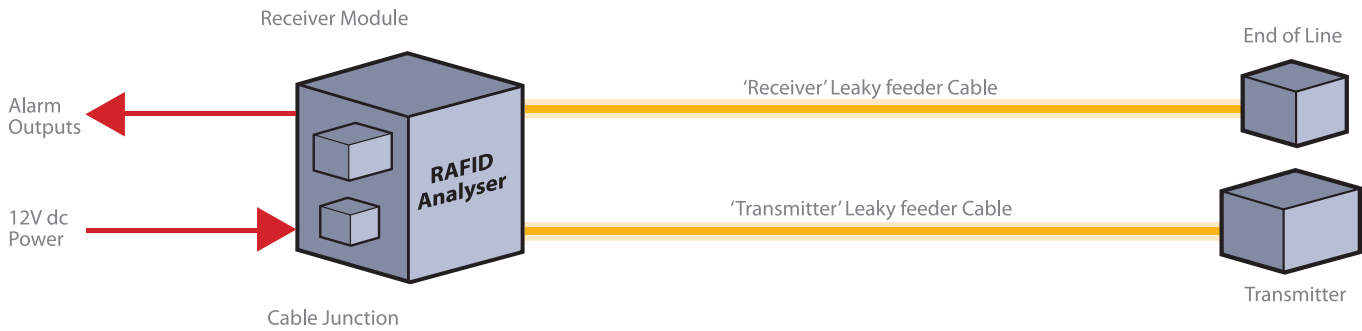 Receiver Module
End of Line
‘Receiver’ Leaky feeder Cable
Alarm
Outputs
RAFID
Analyser
‘Transmitter’ Leaky feeder Cable
12V dc
Power
Transmitter
Cable Junction